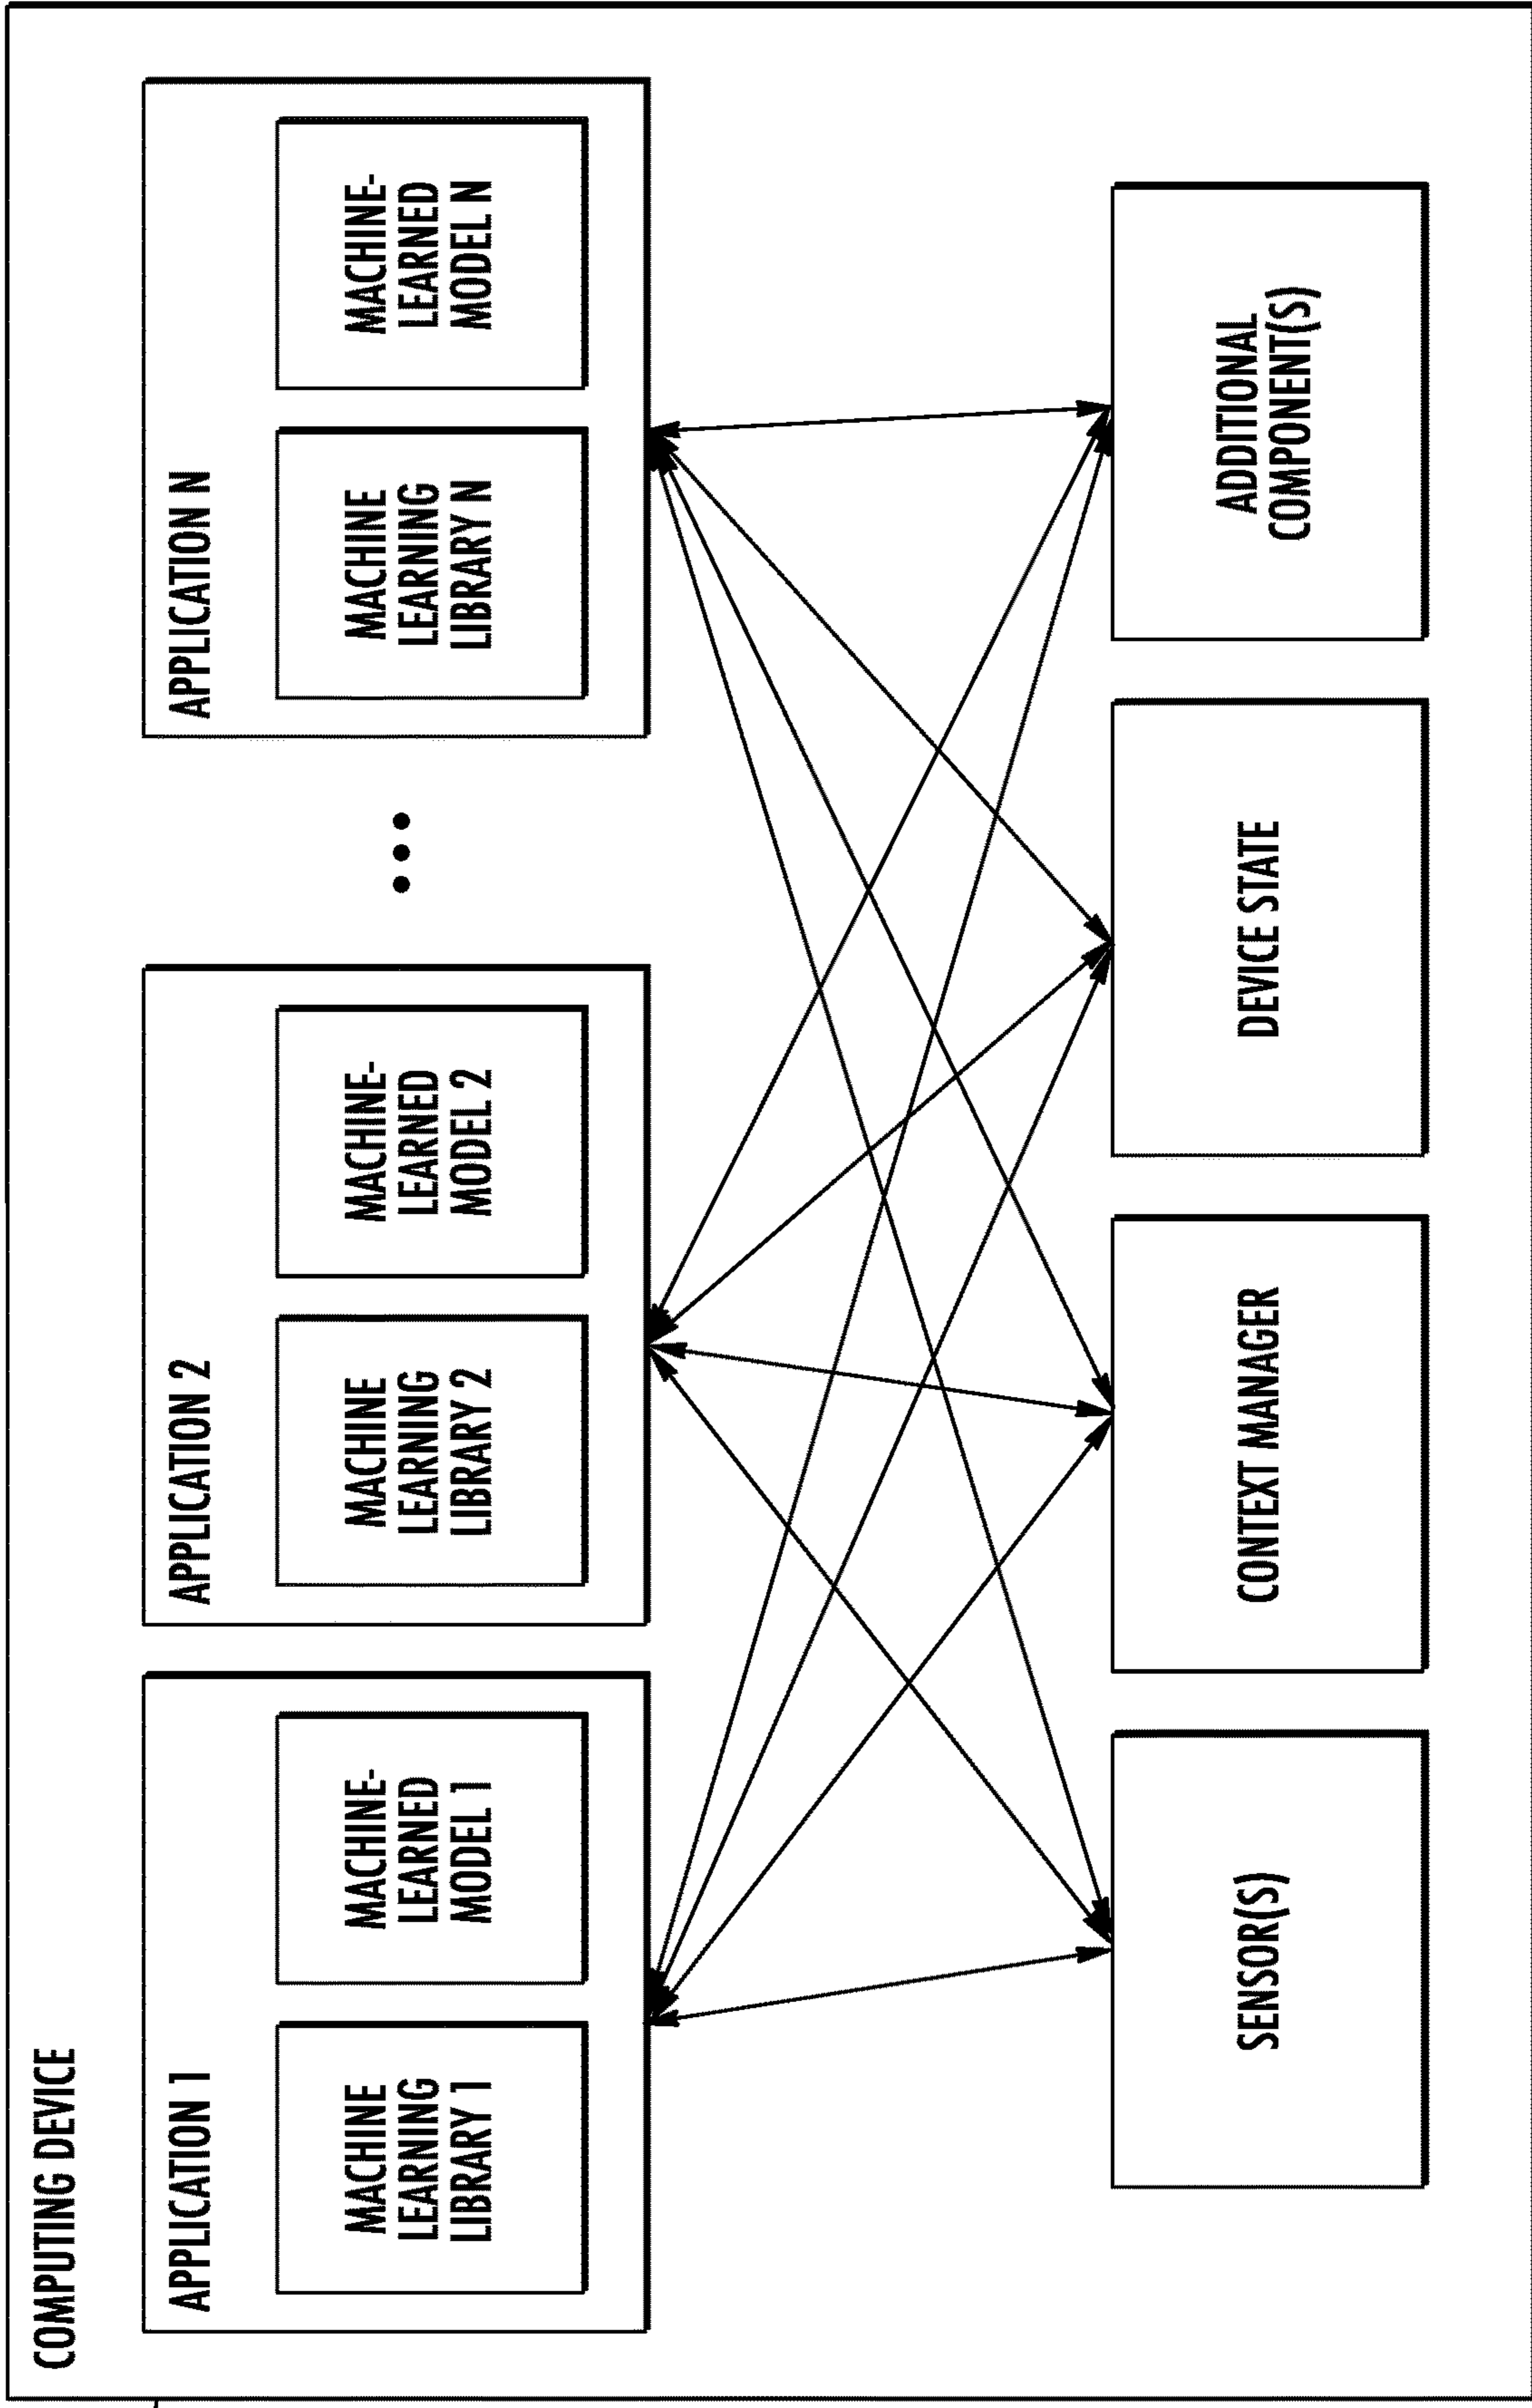 COMPUTING DEVICE
APPLICATION 1
MACHINE
LEARNING
LIBRARY 1
MACHINE-
LEARNED
MODEL 1
APPLICATION 2
MACHINE
LEARNING
LIBRARY 2
MACHINE-
LEARNED
MODEL 2
APPLICATION N
MACHINE
LEARNING
LIBRARY N
MACHINE-
LEARNED
MODEL N
SENSOR(S)
CONTEXT MANAGER
DEVICE STATE
ADDITIONAL
COMPONENT(S)